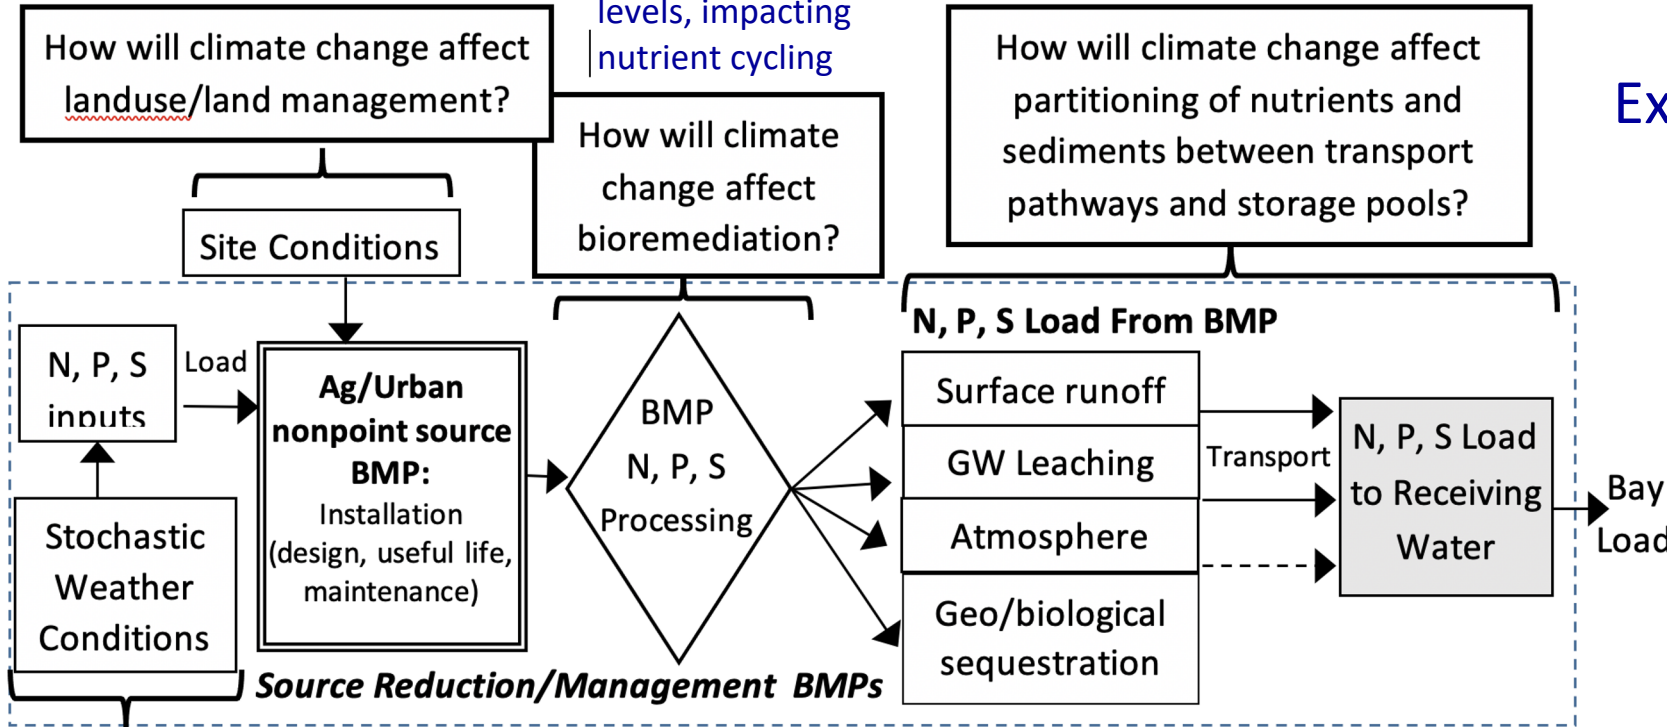 How will climate change affect
landuse/land management?
levels, impacting
nutrient cycling
How will climate
change affect
bioremediation?
How will climate change affect
partitioning of nutrients and
sediments between transport
pathways and storage pools?
Ex
Site Conditions
N, P, S
inputs
Load
Stochastic
Weather
Conditions
Ag/Urban
nonpoint source
BMP:
Installation
(design, useful life,
maintenance)
BMP
N, P, S
Processing
N, P, S Load From BMP
Surface runoff
GW Leaching
Atmosphere
Geo/biological
sequestration
Transport
N, P, S Load
to Receiving
Water
Bay
Load
Source Reduction/Management BMPs